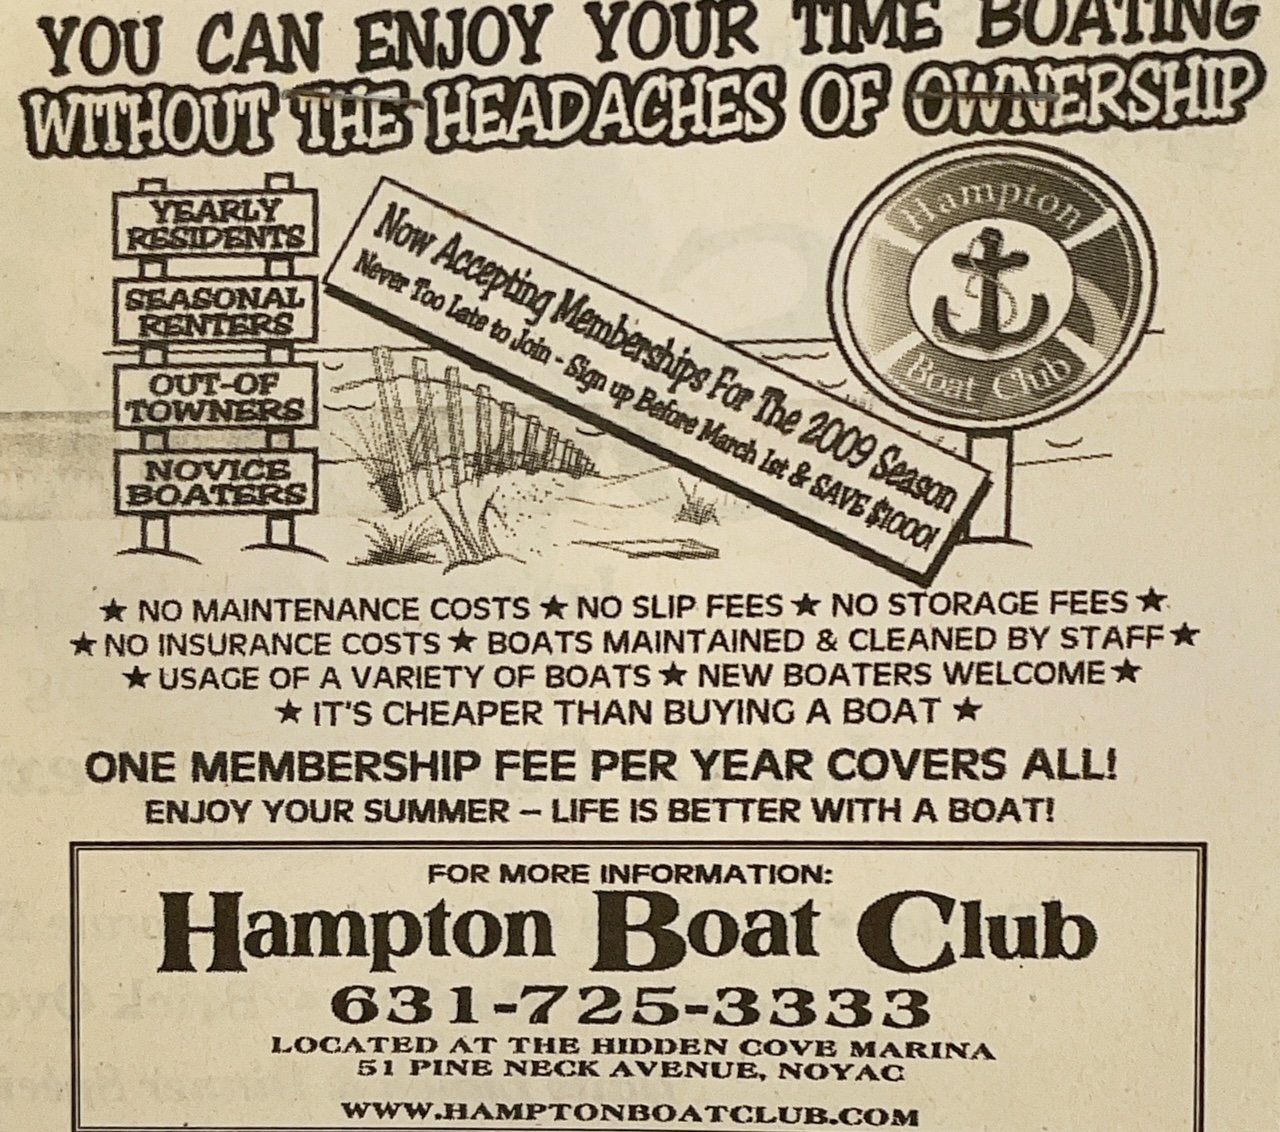 YOU CAN ENJOY YOUR TIME BOATING
WITHOUT THE HEADACHES OF OWNERSHIP
YEARLY
RESIDENTS
SEASONAL
RENTERS
OUT-OF
TOWNERS
NOVICE
BOATERS
Now Accepting Memberships For The 2009 Season
Never Too Late to Join - Sign up Before March 1st & SAVE $1000!
Hampton
Boat Club
★ NO MAINTENANCE COSTS ★ NO SLIP FEES ★ NO STORAGE FEES ★
★ NO INSURANCE COSTS ★ BOATS MAINTAINED & CLEANED BY STAFF ★
★ USAGE OF A VARIETY OF BOATS ★ NEW BOATERS WELCOME ★
★ IT'S CHEAPER THAN BUYING A BOAT ★
ONE MEMBERSHIP FEE PER YEAR COVERS ALL!
ENJOY YOUR SUMMER – LIFE IS BETTER WITH A BOAT!
FOR MORE INFORMATION:
Hampton Boat Club
631-725-3333
LOCATED AT THE HIDDEN COVE MARINA
51 PINE NECK AVENUE, NOYAC
WWW.HAMPTONBOATCLUB.COM